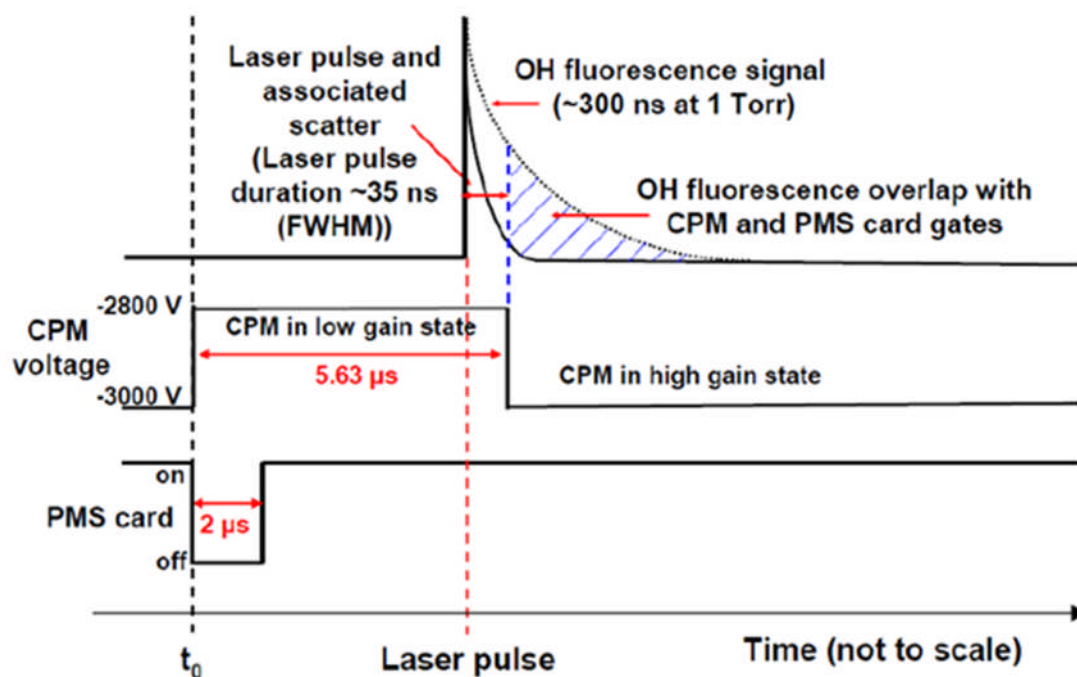 Laser pulse and
associated
scatter
(Laser pulse
duration ~35 ns
(FWHM))
OH fluorescence signal
(~300 ns at 1 Torr)
OH fluorescence overlap with
CPM and PMS card gates
CPM
voltage
-2800 V
-3000 V
CPM in low gain state
5.63 µs
CPM in high gain state
PMS card
on
off
2 µs
t0
Laser pulse
Time (not to scale)